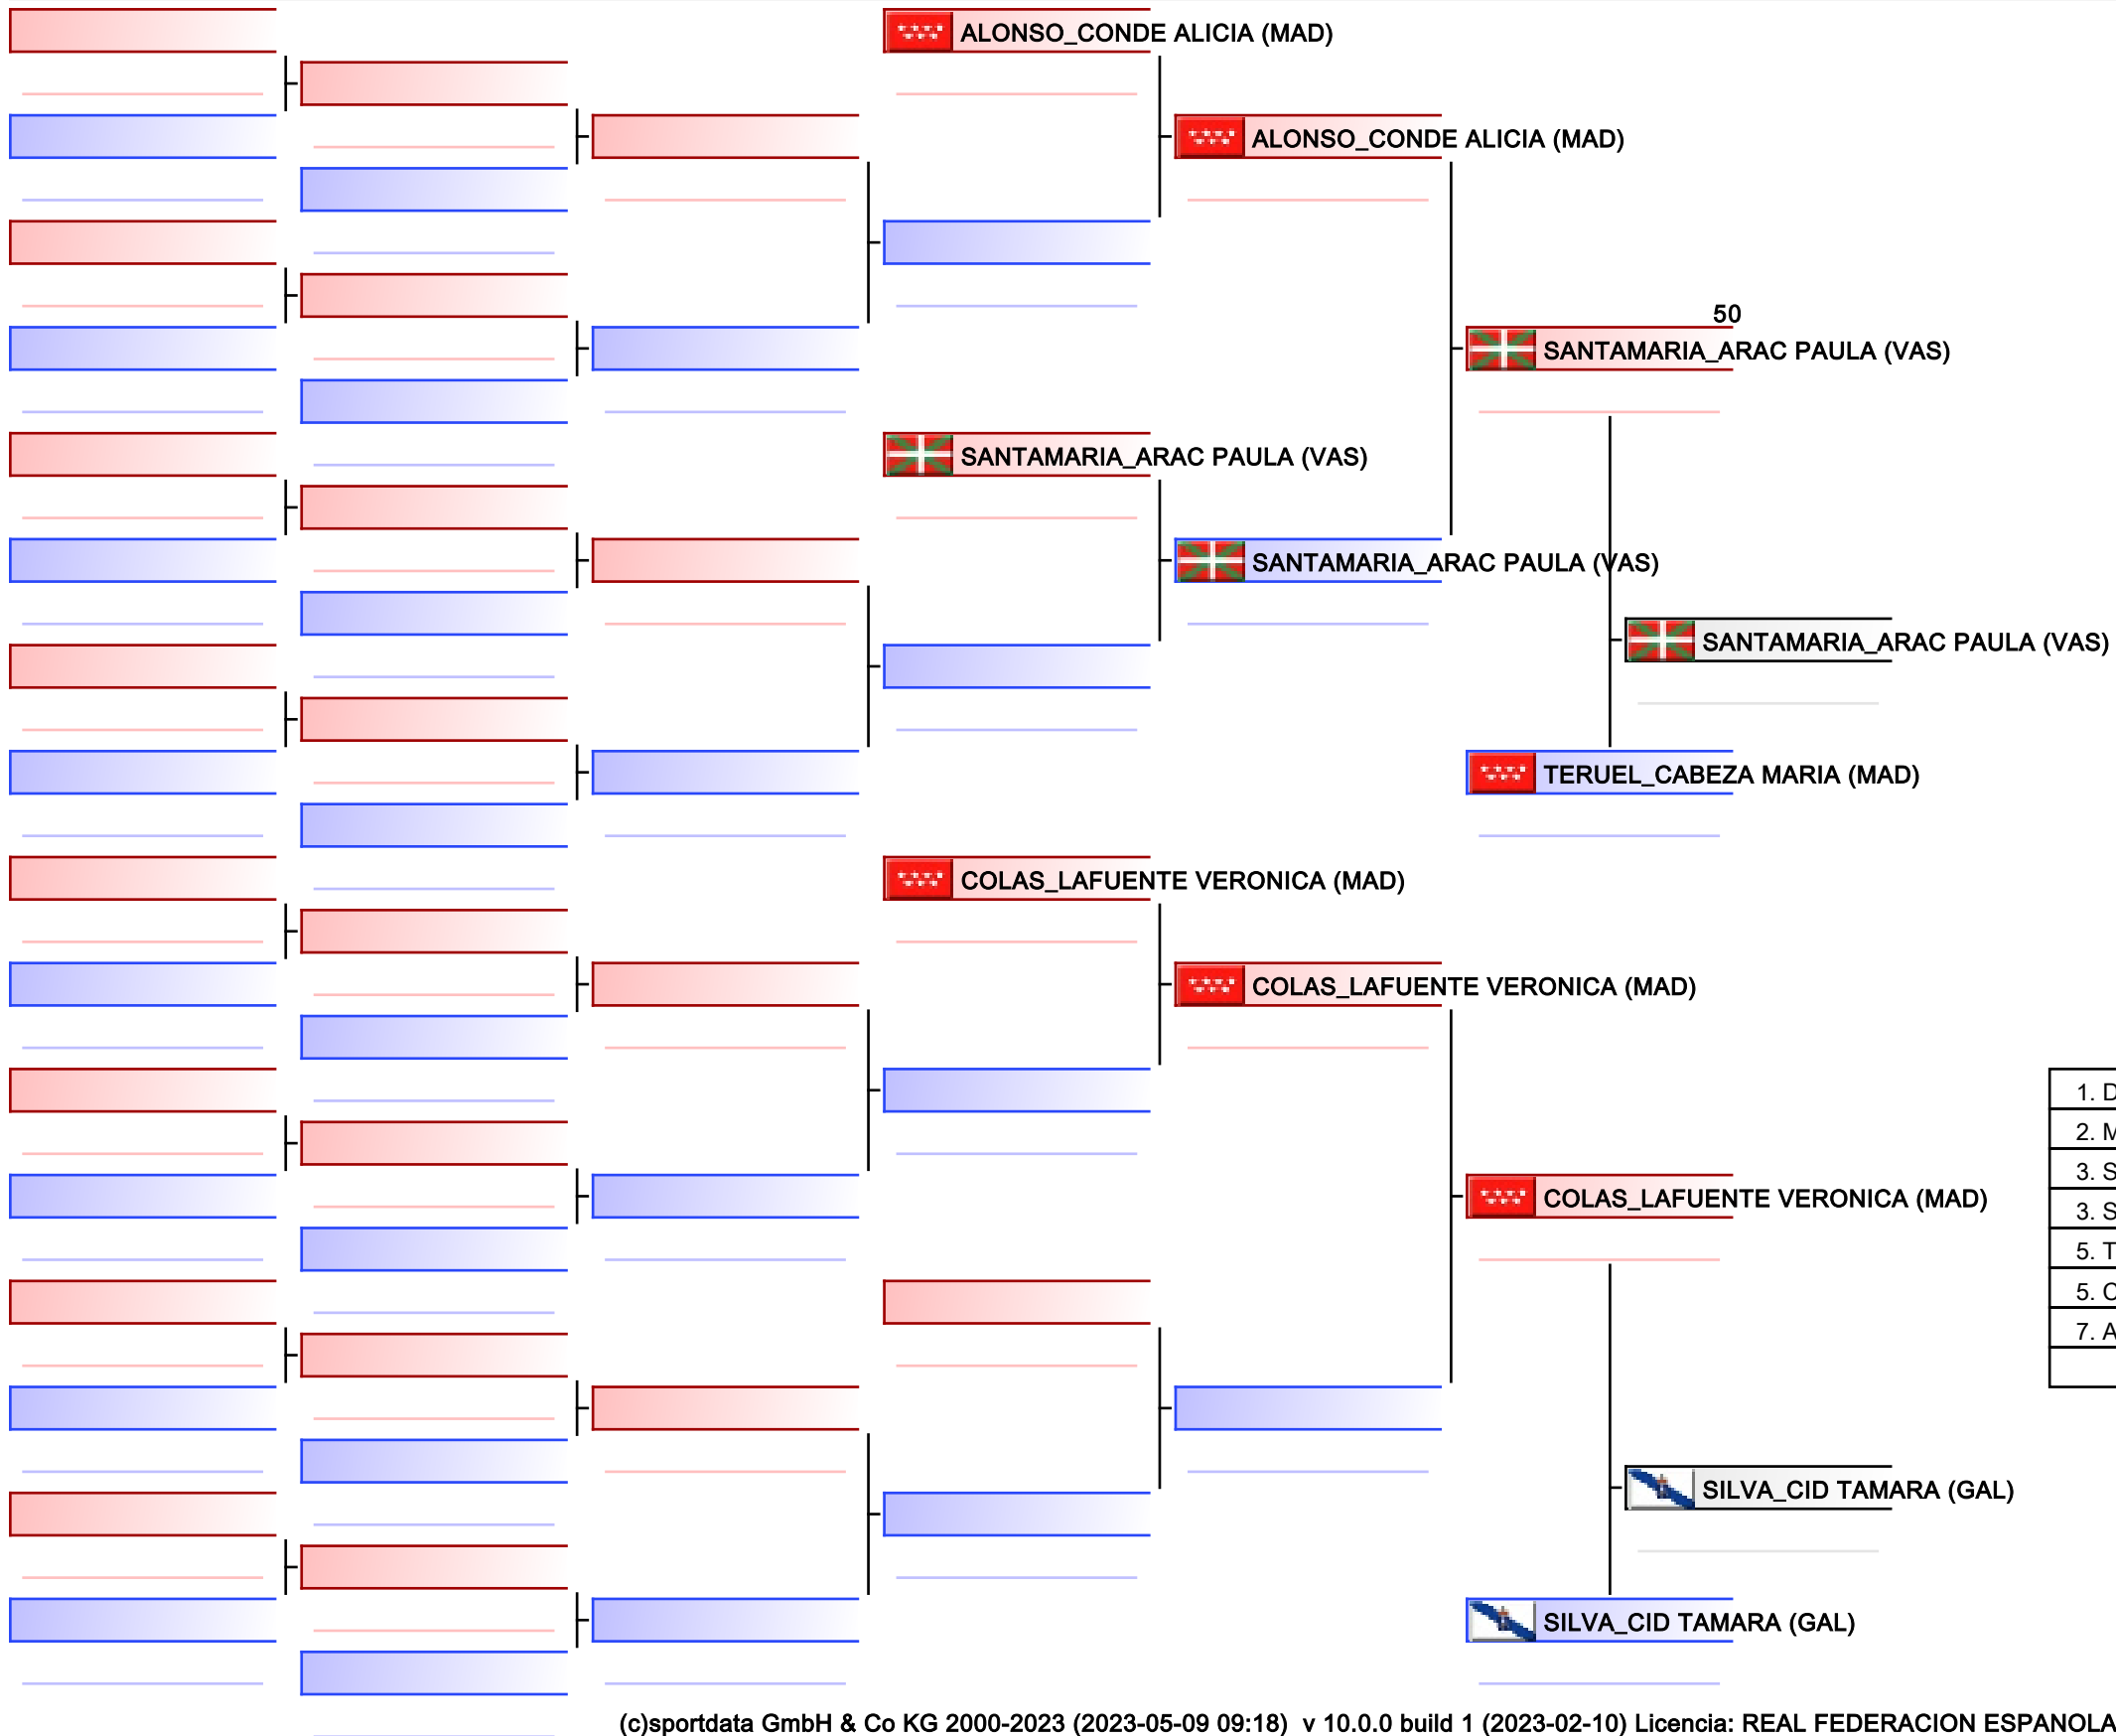 ALONSO_CONDE ALICIA (MAD)
ALONSO_CONDE ALICIA (MAD)
50
SANTAMARIA_ARAC PAULA (VAS)
SANTAMARIA_ARAC PAULA (VAS)
SANTAMARIA_ARAC PAULA (VAS)
SANTAMARIA_ARAC PAULA (VAS)
TERUEL_CABEZA MARIA (MAD)
COLAS_LAFUENTE VERONICA (MAD)
COLAS_LAFUENTE VERONICA (MAD)
1. D
2. M
3. S
COLAS_LAFUENTE VERONICA (MAD)
3. S
5. T
5. C
7. A
SILVA_CID TAMARA (GAL)
SILVA_CID TAMARA (GAL)
(c)sportdata GmbH & Co KG 2000-2023 (2023-05-09 09:18) v 10.0.0 build 1 (2023-02-10) Licencia: REAL FEDERACION ESPANOLA